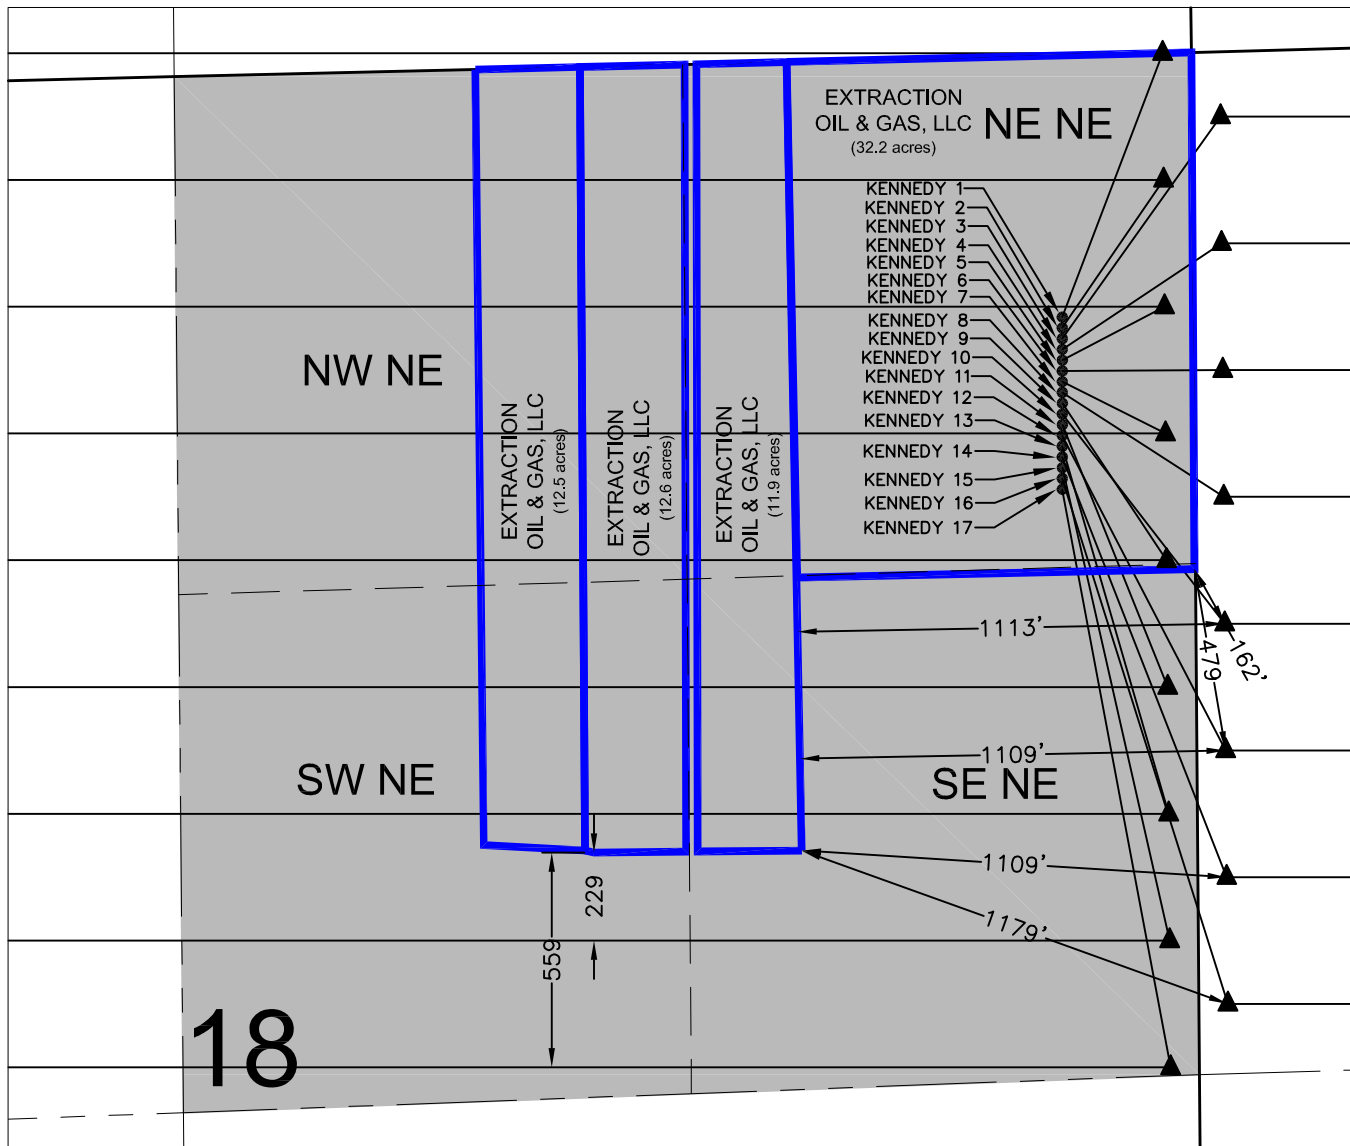 EXTRACTION
OIL & GAS, LLC
(32.2 acres)
NE NE
KENNEDY 1
KENNEDY 2
KENNEDY 3
KENNEDY 4
KENNEDY 5
KENNEDY 6
KENNEDY 7
KENNEDY 8
KENNEDY 9
KENNEDY 10
KENNEDY 11
KENNEDY 12
KENNEDY 13
KENNEDY 14
KENNEDY 15
KENNEDY 16
KENNEDY 17
NW NE
EXTRACTION
OIL & GAS, LLC
(12.5 acres)
EXTRACTION
OIL & GAS, LLC
(12.6 acres)
EXTRACTION
OIL & GAS, LLC
(11.9 acres)
1113'
162'
479
1109'
SW NE
SE NE
1109'
1179'
229
559
18